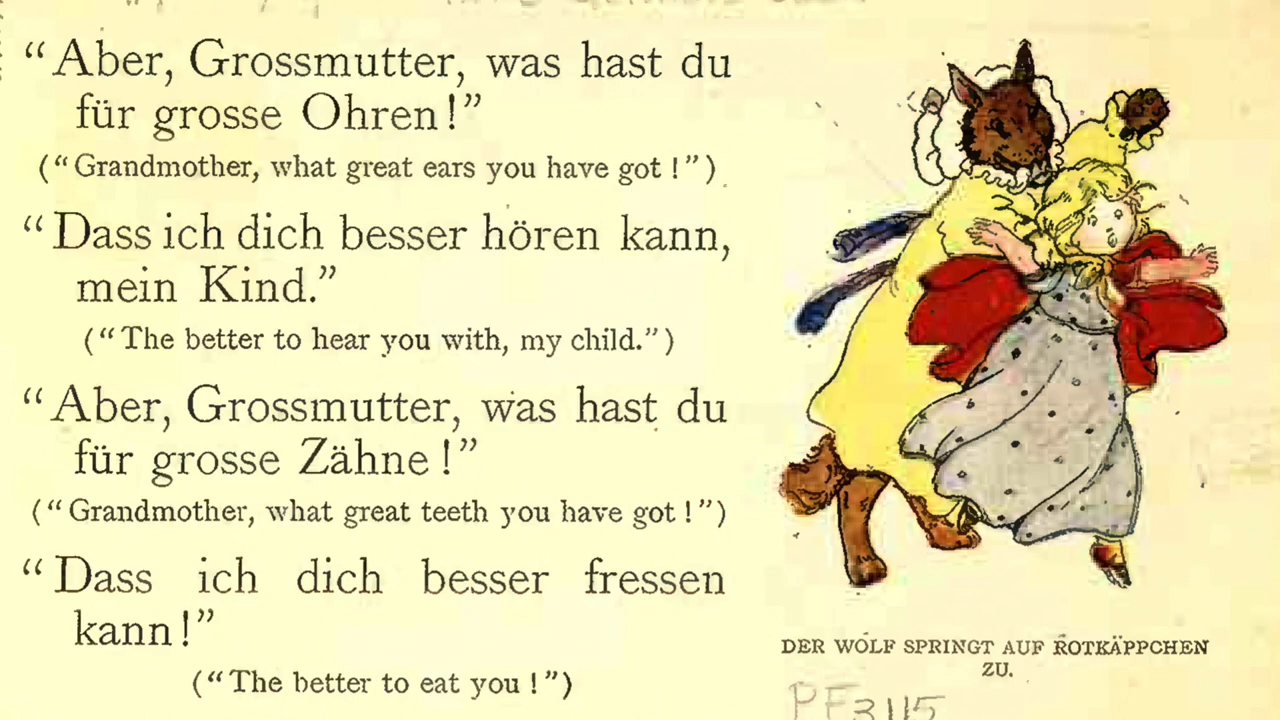 “Aber, Grossmutter, was hast du
für grosse Ohren!”
(“Grandmother, what great ears you have got!”)
“Dass ich dich besser hören kann,
mein Kind.”
(“The better to hear you with, my child.”)
“Aber, Grossmutter, was hast du
für grosse Zähne!”
(“Grandmother, what great teeth you have got!”)
“Dass ich dich besser fressen
kann!”
(“The better to eat you!”)
DER WOLF SPRINGT AUF ROTKÄPPCHEN
ZU.
PF3115